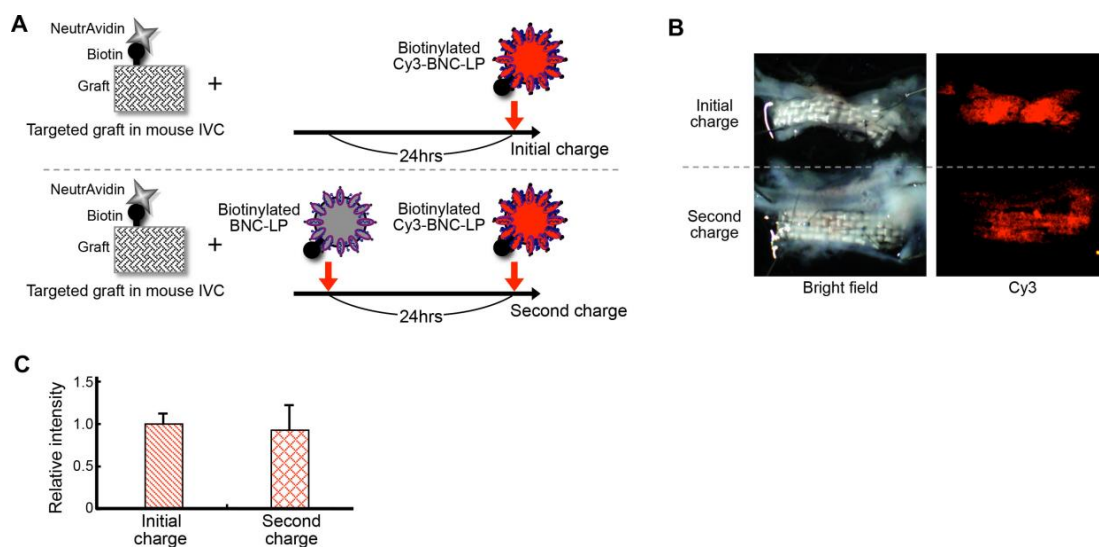 A
NeutrAvidin
Biotin
Graft
+
Targeted graft in mouse IVC
Biotinylated
Cy3-BNC-LP
24hrs
Initial charge
NeutrAvidin
Biotin
Graft
+
Targeted graft in mouse IVC
Biotinylated
BNC-LP
Biotinylated
Cy3-BNC-LP
24hrs
Second charge
B
Initial
charge
Second
charge
Bright field
Cy3
C
Relative intensity
1.5
1.0
0.5
0
Initial
charge
Second
charge